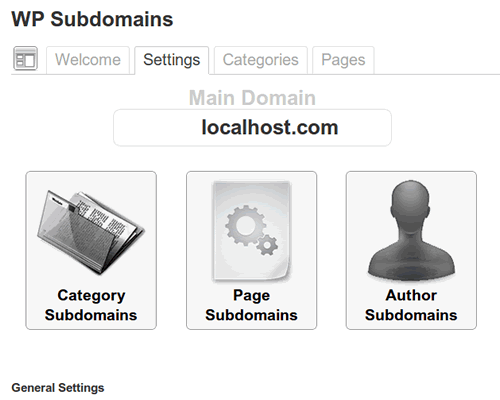 WP Subdomains
Welcome Settings Categories Pages
Main Domain
localhost.com
Category Subdomains
Page Subdomains
Author Subdomains
General Settings